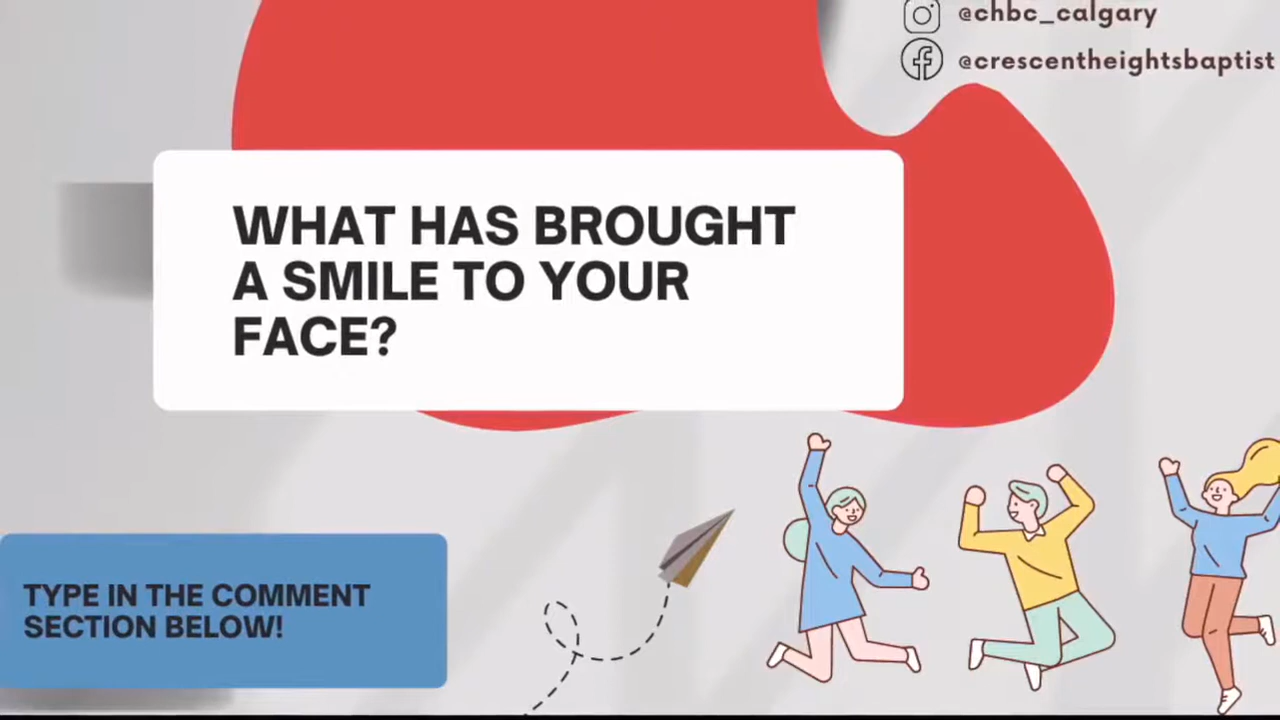 @chbc_calgary
@crescentheightsbaptist
WHAT HAS BROUGHT
A SMILE TO YOUR
FACE?
TYPE IN THE COMMENT
SECTION BELOW!